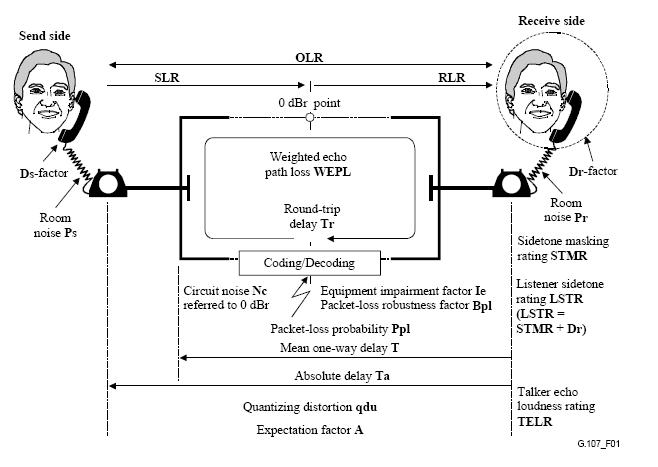 Send side
Receive side
OLR
SLR
RLR
0 dBr point
Weighted echo
path loss WEPL
Ds-factor
Dr-factor
Room
noise Ps
Room
noise Pr
Round-trip
delay Tr
Coding/Decoding
Sidetone masking
rating STMR
Circuit noise Nc
referred to 0 dBr
Equipment impairment factor Ie
Packet-loss robustness factor Bpl
Listener sidetone
rating LSTR
(LSTR =
STMR + Dr)
Packet-loss probability Ppl
Mean one-way delay T
Absolute delay Ta
Quantizing distortion qdu
Expectation factor A
Talker echo
loudness rating
TELR
G.107_F01